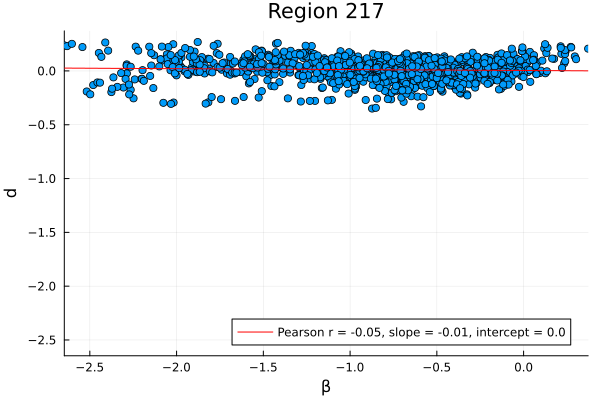 Region 217
d
0.0
−0.5
−1.0
−1.5
−2.0
−2.5
Pearson r = -0.05, slope = -0.01, intercept = 0.0
−2.5 −2.0 −1.5 −1.0 −0.5 0.0
β